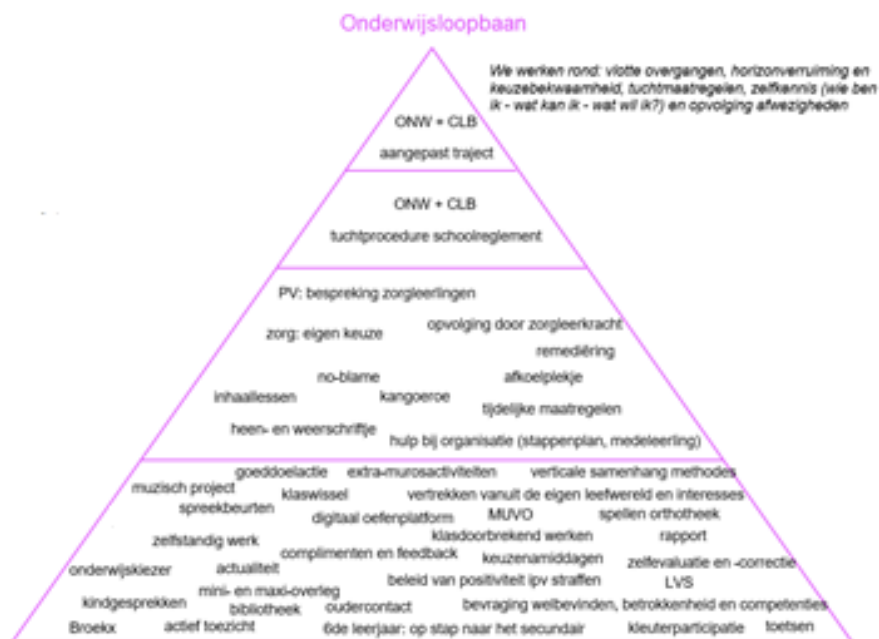 Onderwijsloopbaan
We werken rond: vlotte overgangen, horizonverruiming en
keuzebekwaamheid, tuchtmaatregelen, zelfkennis (wie ben
ik - wat kan ik - wat wil ik?) en opvolging afwezigheden
ONW + CLB
aangepast traject
ONW + CLB
tuchtprocedure schoolreglement
PV: bespreking zorgleerlingen
opvolging door zorgleerkracht
zorg: eigen keuze
remediëring
no-blame afkoelplekje
inhaallessen kangoeroe
tijdelijke maatregelen
heen- en weerschriftje
hulp bij organisatie (stappenplan, medeleerling)
goeddoelactie extra-murosactiviteiten verticale samenhang methodes
muzisch project klaswissel vertrekken vanuit de eigen leefwereld en interesses
spreekbeurten digitaal oefenplatform MUVO spellen orthotheek
zelfstandig werk klasdoorbrekend werken rapport
complimenten en feedback keuzenamiddagen zelfevaluatie en -correctie
onderwijskiezer actualiteit beleid van positiviteit ipv straffen LVS
mini- en maxi-overleg
kindgesprekken bibliotheek oudercontact bevraging welbevinden, betrokkenheid en competenties
Broekx actief toezicht 6de leerjaar: op stap naar het secundair kleuterparticipatie toetsen